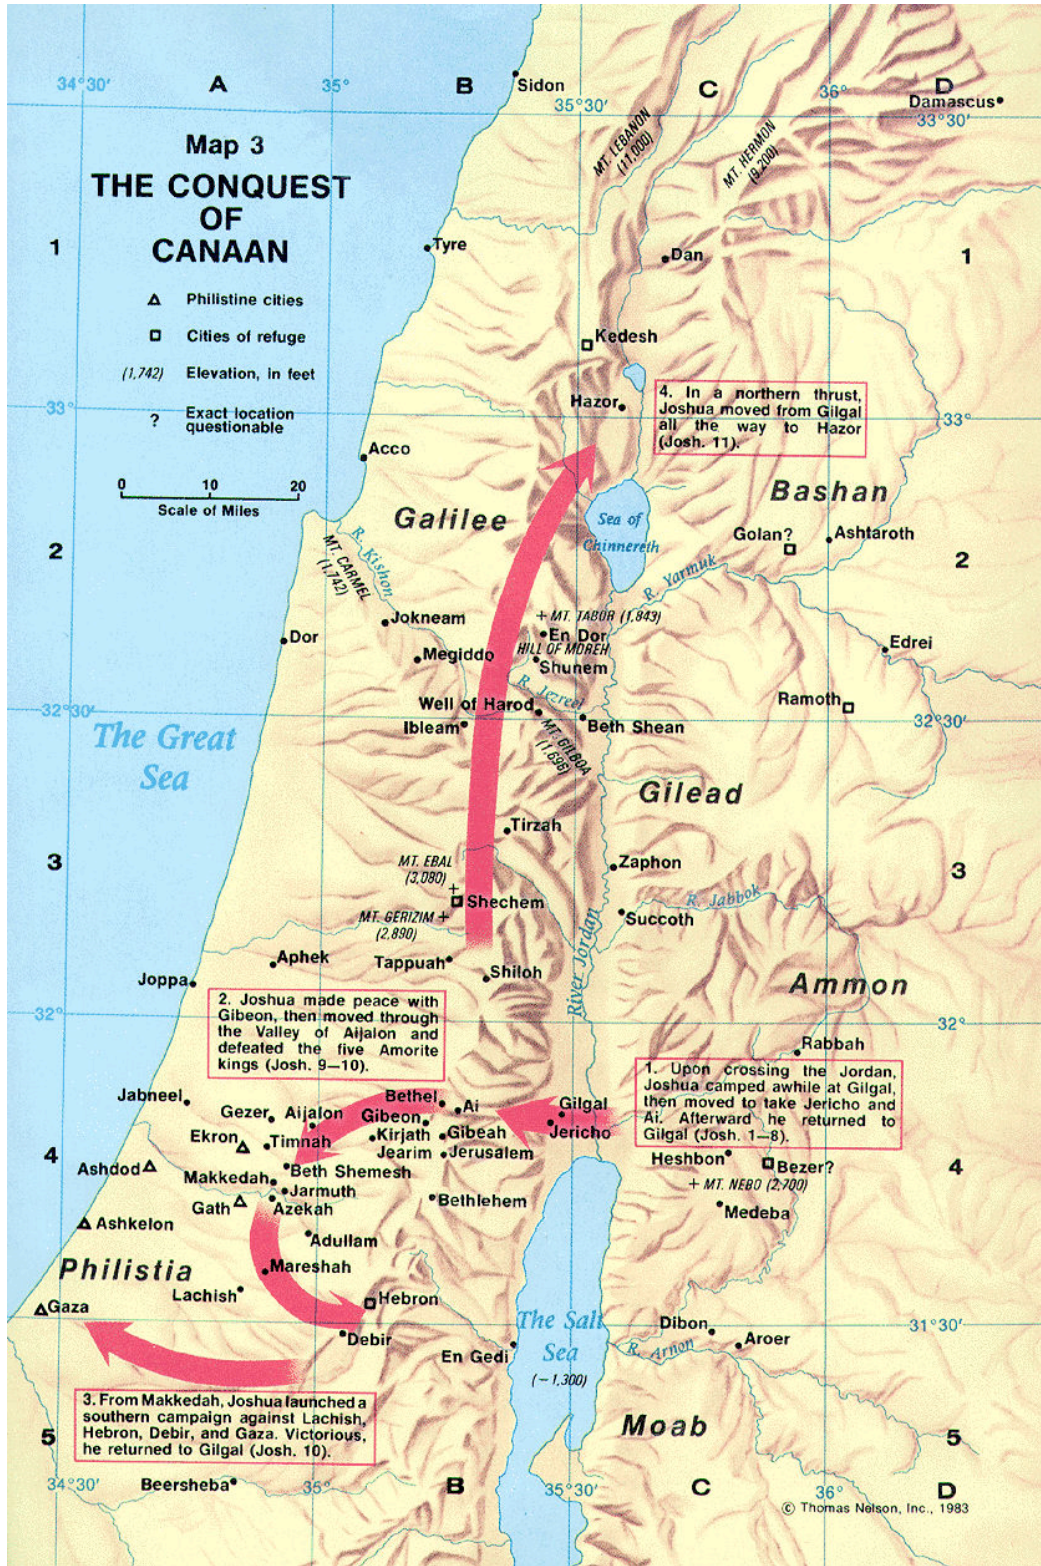 34°30'
A
35°
B
Sidon
35°30'
C
36°
D
Damascus
33°30'
Map 3
THE CONQUEST
OF
CANAAN
MT. LEBANON
(11,000)
MT. HERMON
(9,200)
1
Tyre
Dan
1
Philistine cities
Cities of refuge
Kedesh
(1,742) Elevation, in feet
? Exact location
questionable
33°
Hazor
4. In a northern thrust,
Joshua moved from Gilgal
all the way to Hazor
(Josh. 11).
33°
Acco
0 10 20
Scale of Miles
Galilee
Bashan
Sea of
Chinnereth
Golan?
Ashtaroth
2
R. Kishon
MT. CARMEL
(1,742)
R. Yarmuk
2
Jokneam
+ MT. TABOR (1,843)
Dor
En Dor
HILL OF MOREH
Edrei
Megiddo
Shunem
R. Jezreel
Ramoth
32°30'
Well of Harod
Ibleam
Beth Shean
32°30'
MT. GILBOA
(1,696)
The Great
Sea
Gilead
Tirzah
3
MT. EBAL
(3,080)
+
Zaphon
3
Shechem
R. Jabbok
MT. GERIZIM +
(2,890)
Succoth
River Jordan
Aphek
Tappuah
Shiloh
Joppa
Ammon
2. Joshua made peace with
Gibeon, then moved through
the Valley of Aijalon and
defeated the five Amorite
kings (Josh. 9—10).
32°
32°
Rabbah
1. Upon crossing the Jordan,
Joshua camped awhile at Gilgal,
then moved to take Jericho and
Ai. Afterward he returned to
Gilgal (Josh. 1—8).
Jabneel
Bethel
Ai
Gilgal
Gezer
Aijalon
Gibeon
Jericho
Ekron
Timnah
Kirjath
Jearim
Gibeah
4
Jerusalem
Heshbon
Bezer?
4
Ashdod
Beth Shemesh
Makkedah
+ MT. NEBO (2,700)
Jarmuth
Gath
Azekah
Bethlehem
Medeba
Ashkelon
Adullam
Philistia
Mareshah
Lachish
Hebron
Gaza
The Salt
Sea
(−1,300)
Dibon
31°30'
Debir
Aroer
En Gedi
R. Arnon
3. From Makkedah, Joshua launched a
southern campaign against Lachish,
Hebron, Debir, and Gaza. Victorious,
he returned to Gilgal (Josh. 10).
Moab
5
5
Beersheba
34°30'
35°
B
35°30'
C
36°
D
© Thomas Nelson, Inc., 1983